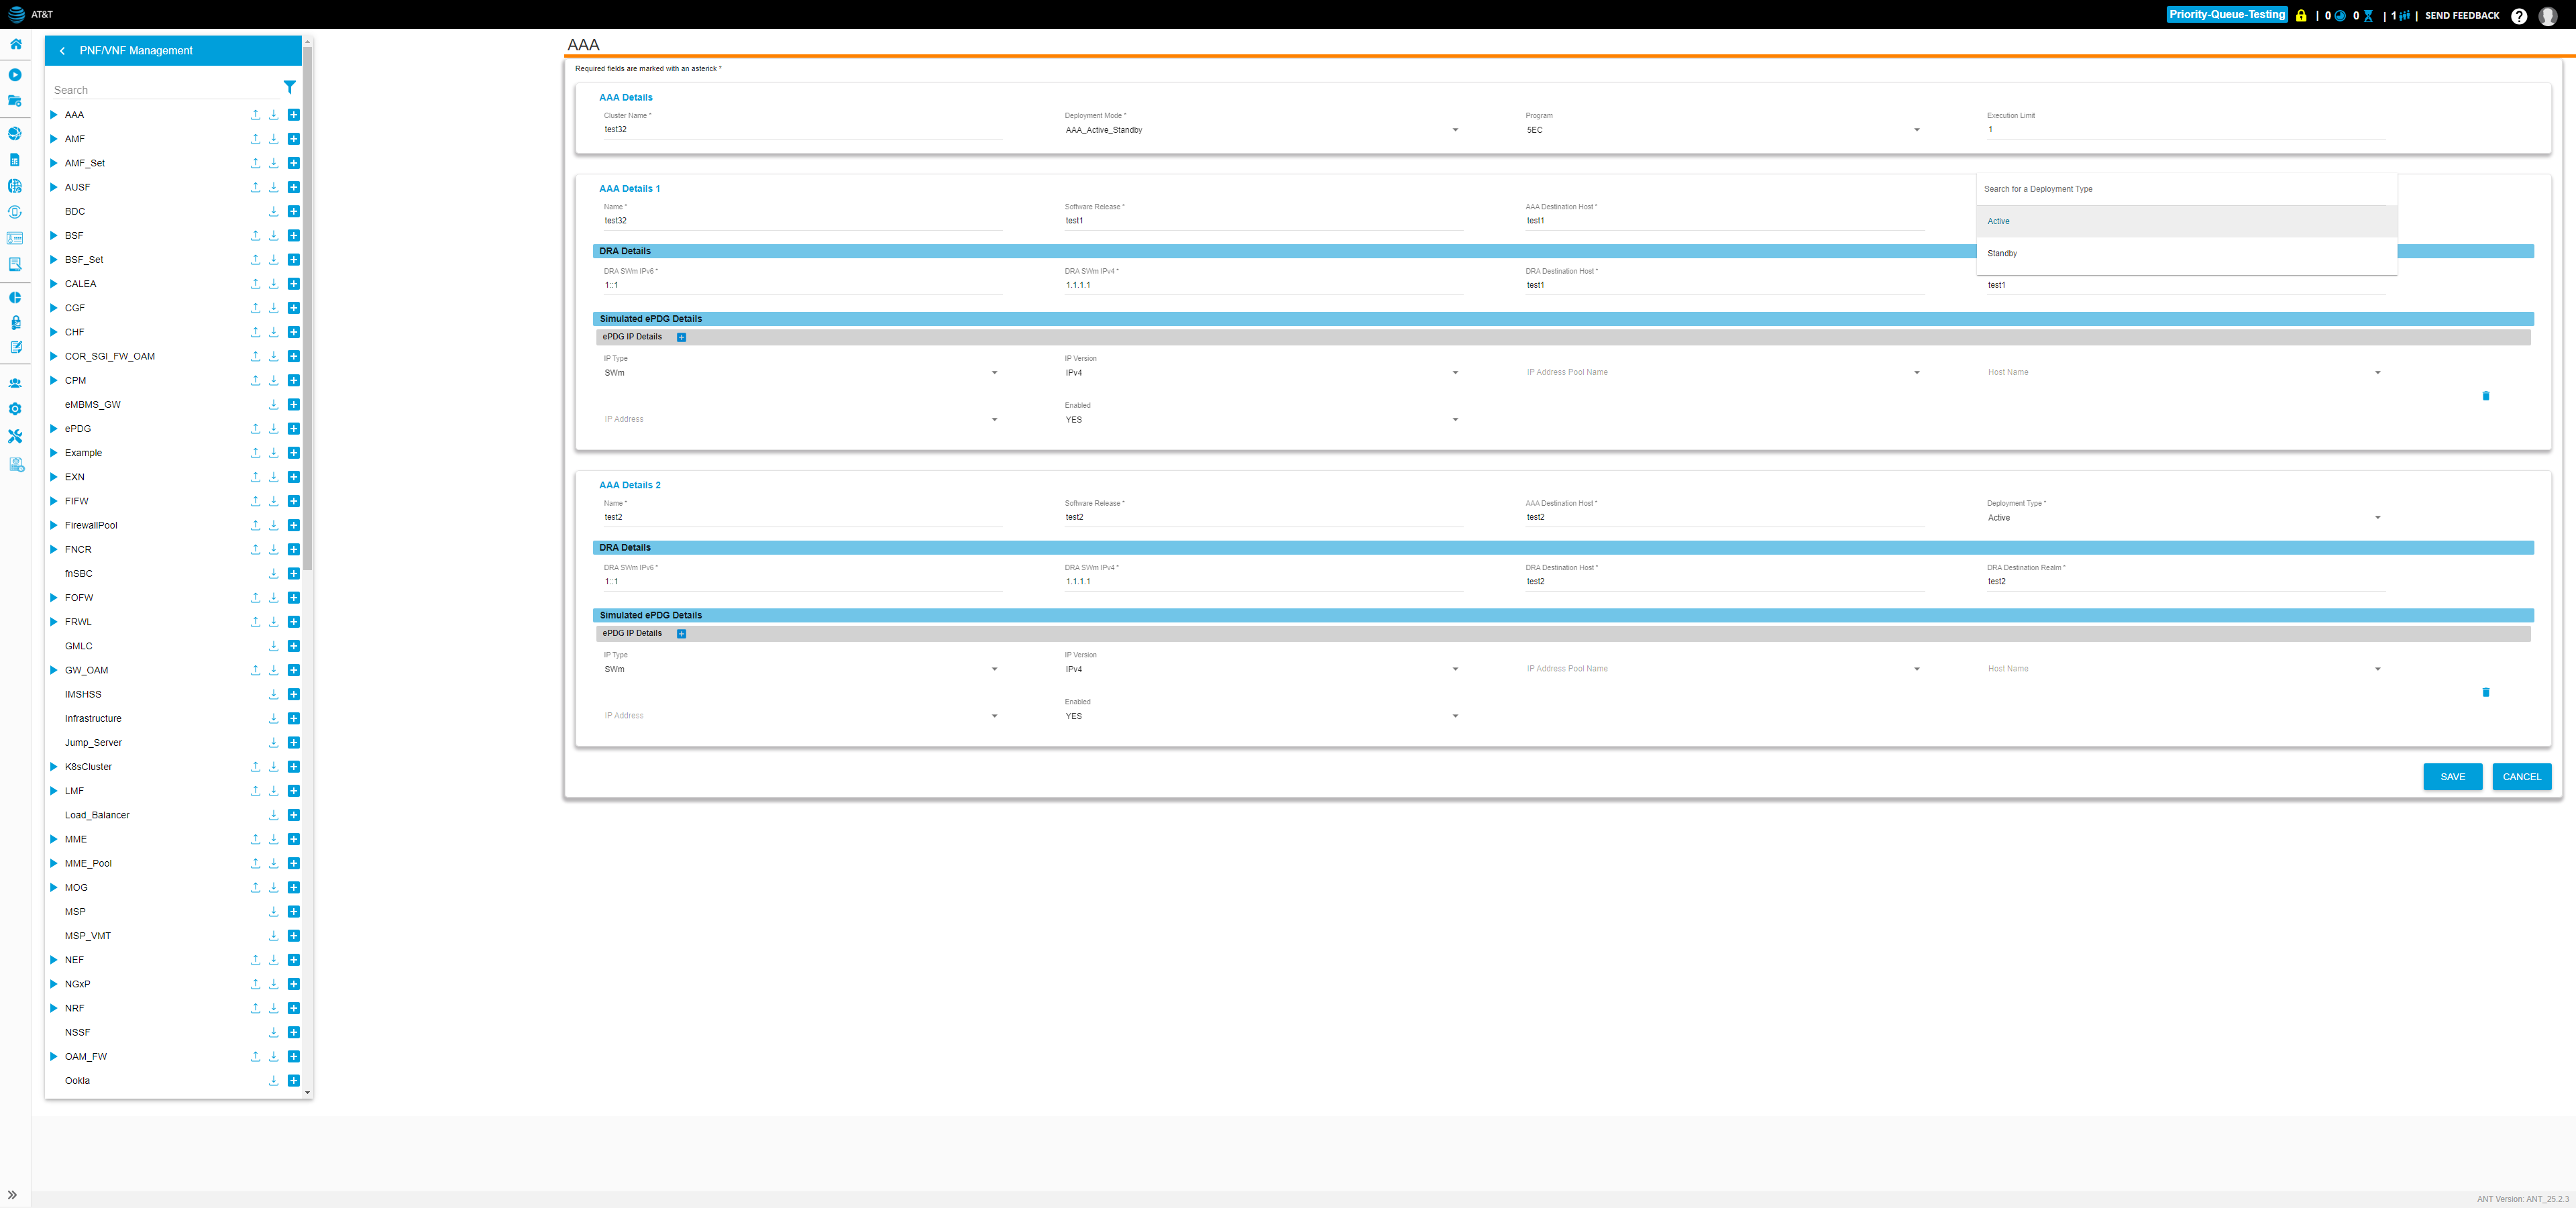 AT&T
Priority-Queue-Testing | 0 0 | 1 | SEND FEEDBACK ?
PNF/VNF Management
Search
AAA
AMF
AMF_Set
AUSF
BDC
BSF
BSF_Set
CALEA
CGF
CHF
COR_SGI_FW_OAM
CPM
eMBMS_GW
ePDG
Example
EXN
FIFW
FirewallPool
FNCR
fnSBC
FOFW
FRWL
GMLC
GW_OAM
IMSHSS
Infrastructure
Jump_Server
K8sCluster
LMF
Load_Balancer
MME
MME_Pool
MOG
MSP
MSP_VMT
NEF
NGxP
NRF
NSSF
OAM_FW
Ookla
AAA
Required fields are marked with an asterick *
AAA Details
Cluster Name * Deployment Mode * Program Execution Limit
test32 AAA_Active_Standby 5EC 1
AAA Details 1
Search for a Deployment Type
Name * Software Release * AAA Destination Host *
test32 test1 test1
Active
Standby
DRA Details
DRA SWm IPv6 * DRA SWm IPv4 * DRA Destination Host *
1::1 1.1.1.1 test1 test1
Simulated ePDG Details
ePDG IP Details
IP Type IP Version
SWm IPv4 IP Address Pool Name Host Name
Enabled
IP Address YES
AAA Details 2
Name * Software Release * AAA Destination Host * Deployment Type *
test2 test2 test2 Active
DRA Details
DRA SWm IPv6 * DRA SWm IPv4 * DRA Destination Host * DRA Destination Realm *
1::1 1.1.1.1 test2 test2
Simulated ePDG Details
ePDG IP Details
IP Type IP Version
SWm IPv4 IP Address Pool Name Host Name
Enabled
IP Address YES
SAVE CANCEL
ANT Version: ANT_25.2.3